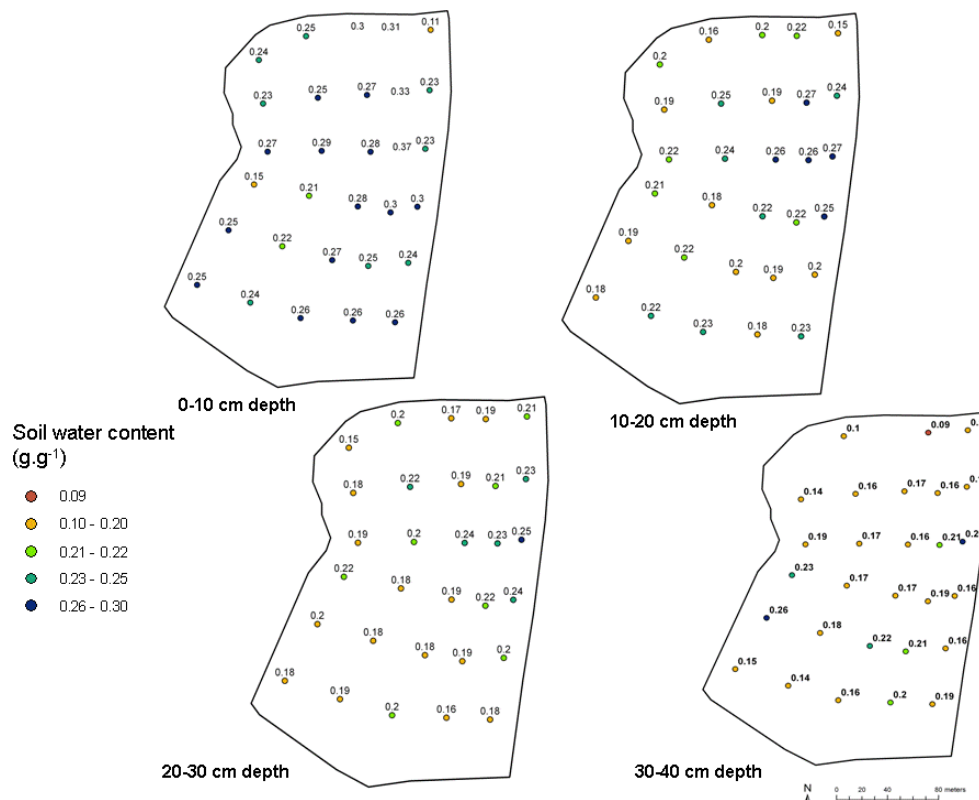 0.25 0.3 0.31 0.11
0.24
0.23 0.25 0.27 0.33 0.23
0.27 0.29 0.28 0.37 0.23
0.15 0.21 0.28 0.3 0.3
0.25 0.22 0.27 0.25 0.24
0.25 0.24 0.26 0.26 0.26
0-10 cm depth
0.16 0.2 0.22 0.15
0.2
0.19 0.25 0.19 0.27 0.24
0.22 0.24 0.26 0.26 0.27
0.21 0.18 0.22 0.22 0.25
0.19 0.22 0.2 0.19 0.2
0.18 0.22 0.23 0.18 0.23
10-20 cm depth
Soil water content
(g.g⁻¹)
0.09
0.10 - 0.20
0.21 - 0.22
0.23 - 0.25
0.26 - 0.30
0.2 0.17 0.19 0.21
0.15
0.18 0.22 0.19 0.21 0.23
0.19 0.2 0.24 0.23 0.25
0.22 0.18 0.19 0.22 0.24
0.2 0.18 0.18 0.19 0.2
0.18 0.19 0.2 0.16 0.18
20-30 cm depth
0.1 0.09
0.14 0.16 0.17 0.16
0.19 0.17 0.16 0.21
0.23 0.17 0.17 0.19 0.16
0.26 0.18 0.22 0.21 0.16
0.15 0.14 0.16 0.2 0.19
30-40 cm depth
N
0 20 40 60 80 meters